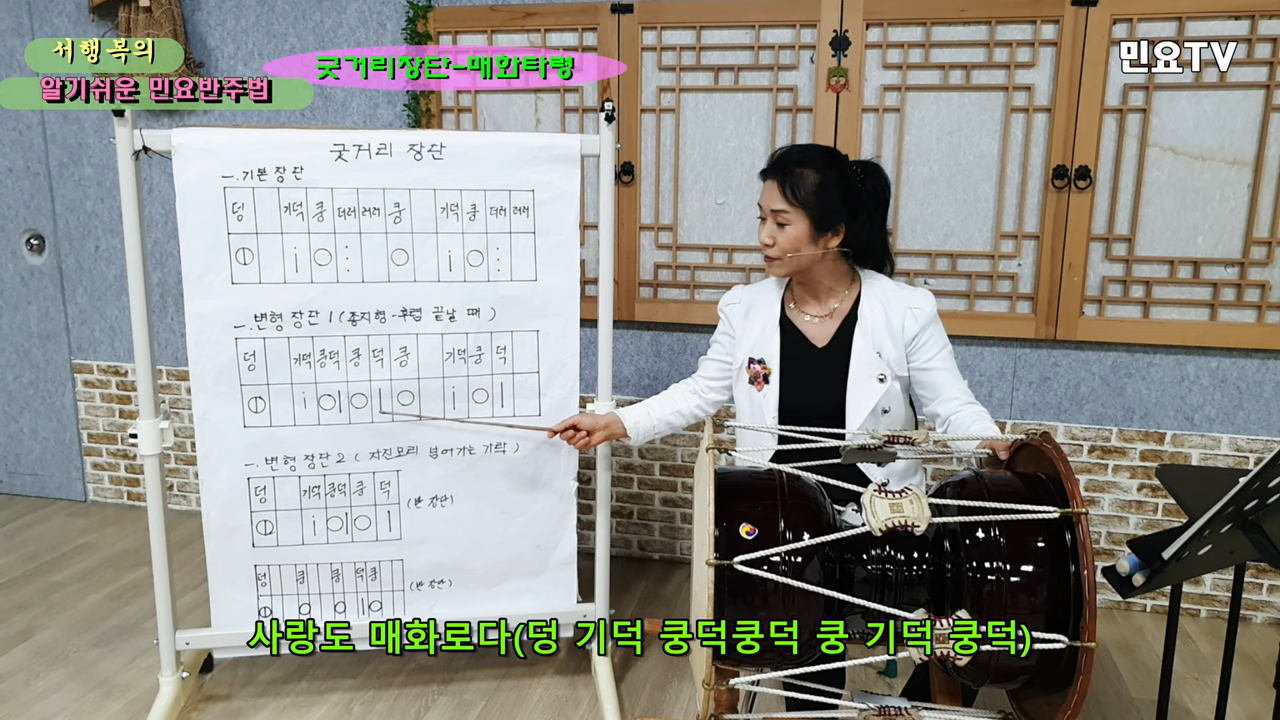 서행복의
알기쉬운 민요반주법
굿거리장단-매화타령
민요TV
굿거리 장단
一. 기본 장단
덩 기덕 쿵 더러 러러 쿵 기덕 쿵 더러 러러
一. 변형 장단 1 (종지형-후렴 끝날 때)
덩 기덕 쿵덕 쿵 덕 쿵 기덕 쿵 덕
一. 변형 장단 2 ( 자진모리 넘어가는 가락 )
덩 기덕 쿵덕 쿵 덕
(반 장단)
덩 쿵 쿵 덕쿵
(반 장단)
사랑도 매화로다(덩 기덕 쿵덕쿵덕 쿵 기덕 쿵덕)